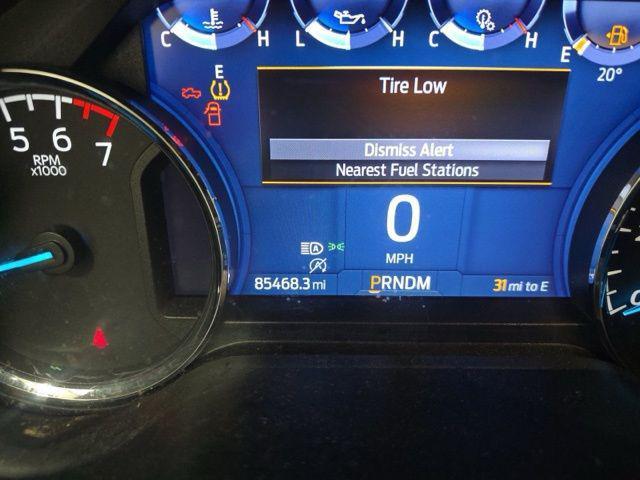 C H L H C H E
20°
E
Tire Low
5 6 7
RPM
x1000
Dismiss Alert
Nearest Fuel Stations
0
MPH
A
A
85468.3 mi PRNDM 31 mi to E